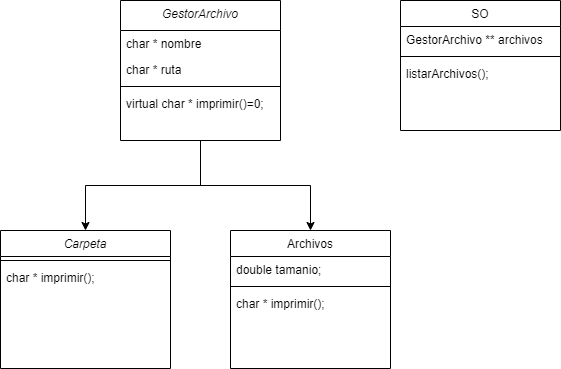 GestorArchivo
char * nombre
char * ruta
virtual char * imprimir()=0;
SO
GestorArchivo ** archivos
listarArchivos();
Carpeta
char * imprimir();
Archivos
double tamanio;
char * imprimir();